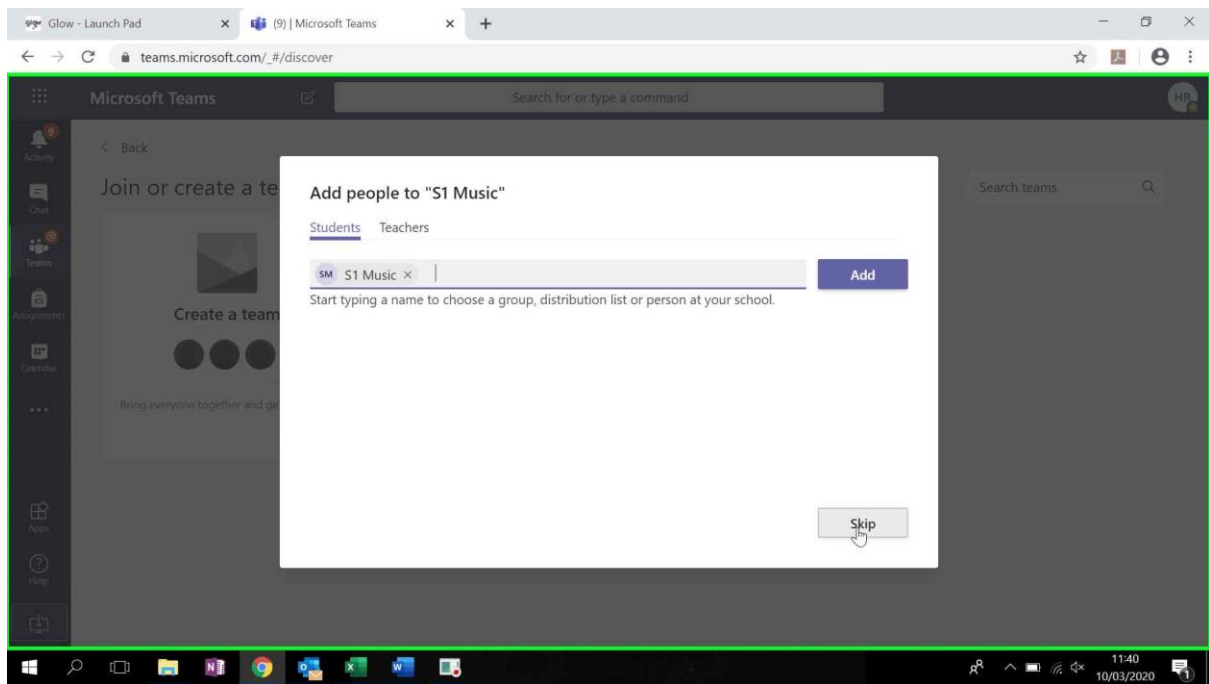 glow Glow - Launch Pad (9) | Microsoft Teams
teams.microsoft.com/_#/discover
Microsoft Teams Search for or type a command HR
9
Activity
< Back
Join or create a te
Search teams
Chat
Teams
Assignments
Calendar
Create a team
Bring everyone together and ge
Add people to "S1 Music"
Students Teachers
SM S1 Music × Add
Start typing a name to choose a group, distribution list or person at your school.
Skip
Apps
Help
11:40
10/03/2020
1